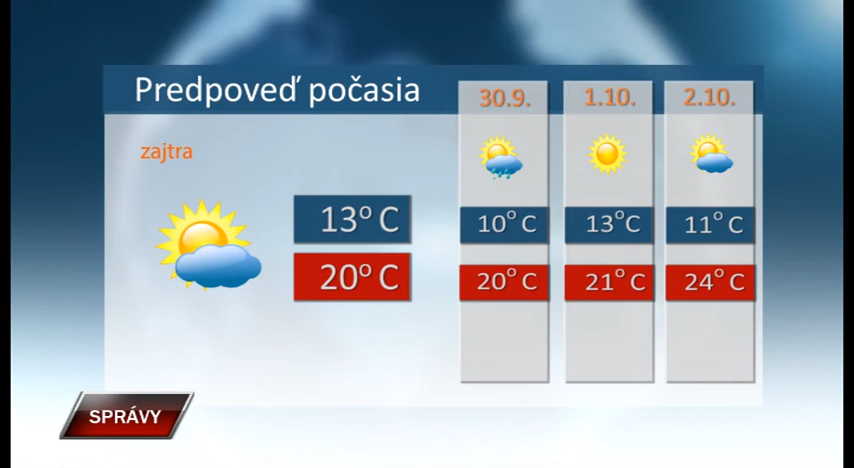 Predpoveď počasia
zajtra
13° C
20° C
30.9.
10° C
20° C
1.10.
13°C
21° C
2.10.
11° C
24° C
SPRÁVY